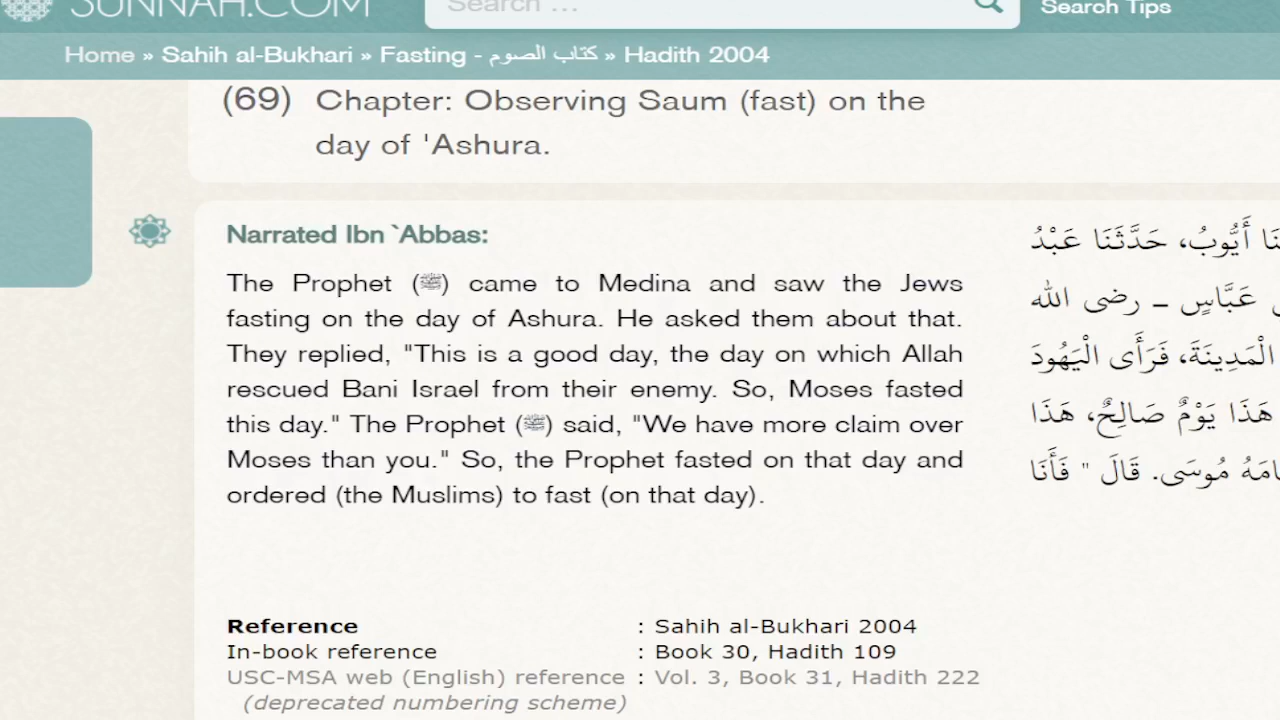 SUNNAH.COM
Search ...
Search Tips
Home » Sahih al-Bukhari » Fasting - كتاب الصوم » Hadith 2004
(69) Chapter: Observing Saum (fast) on the
day of 'Ashura.
Narrated Ibn `Abbas:
The Prophet (ﷺ) came to Medina and saw the Jews
fasting on the day of Ashura. He asked them about that.
They replied, "This is a good day, the day on which Allah
rescued Bani Israel from their enemy. So, Moses fasted
this day." The Prophet (ﷺ) said, "We have more claim over
Moses than you." So, the Prophet fasted on that day and
ordered (the Muslims) to fast (on that day).
أَيُّوبُ، حَدَّثَنَا عَبْدُ
عَبَّاسٍ ـ رضى الله
الْمَدِينَةَ، فَرَأَى الْيَهُودَ
هَذَا يَوْمٌ صَالِحٌ، هَذَا
مُوسَى. قَالَ " فَأَنَا
Reference : Sahih al-Bukhari 2004
In-book reference : Book 30, Hadith 109
USC-MSA web (English) reference : Vol. 3, Book 31, Hadith 222
(deprecated numbering scheme)